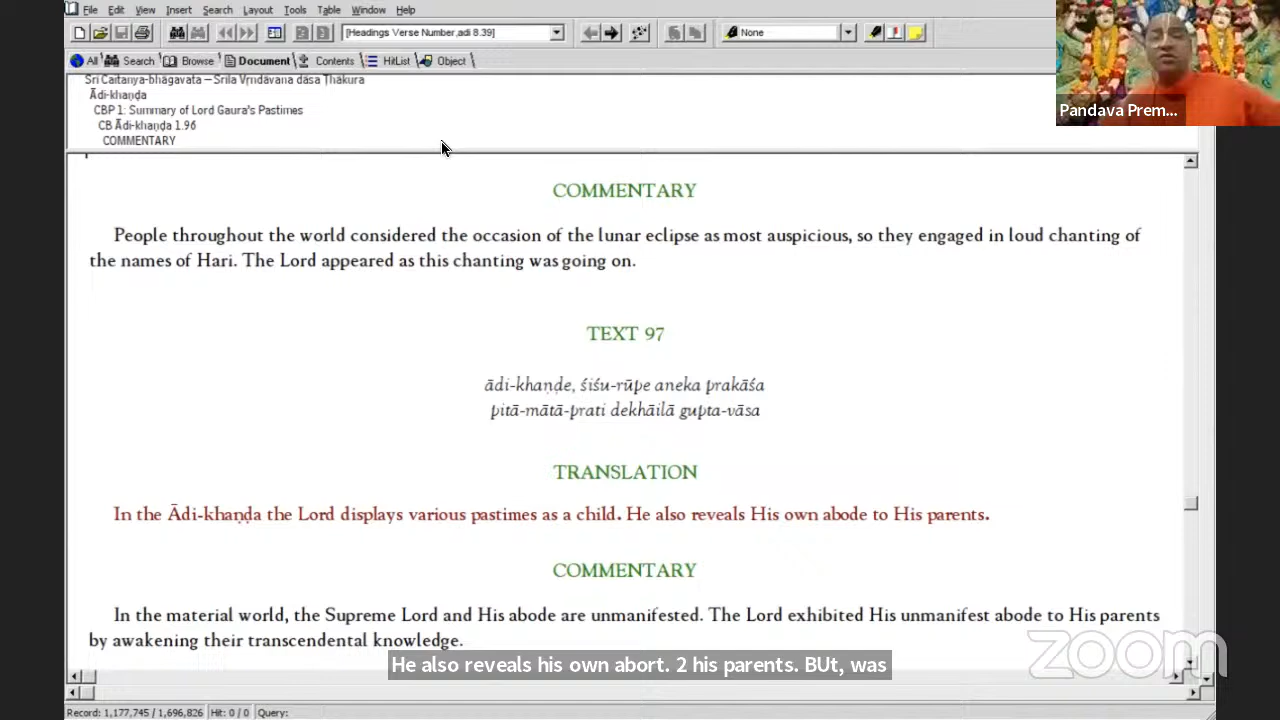 File Edit View Insert Search Layout Tools Table Window Help
[Headings Verse Number,adi 8.39]
None
All Search Browse Document Contents HitList Object
Śrī Caitanya-bhāgavata – Śrīla Vṛndāvana dāsa Ṭhākura
Ādi-khaṇḍa
CBP 1: Summary of Lord Gaura's Pastimes
CB Ādi-khaṇḍa 1.96
COMMENTARY
Pandava Prem...
COMMENTARY
People throughout the world considered the occasion of the lunar eclipse as most auspicious, so they engaged in loud chanting of
the names of Hari. The Lord appeared as this chanting was going on.
TEXT 97
ādi-khaṇḍe, śiśu-rūpe aneka prakāśa
pitā-mātā-prati dekhāilā gupta-vāsa
TRANSLATION
In the Ādi-khaṇḍa the Lord displays various pastimes as a child. He also reveals His own abode to His parents.
COMMENTARY
In the material world, the Supreme Lord and His abode are unmanifested. The Lord exhibited His unmanifest abode to His parents
by awakening their transcendental knowledge.
zoom
He also reveals his own abort. 2 his parents. BUt, was
Record: 1,177,745 / 1,696,826 Hit: 0 / 0 Query: